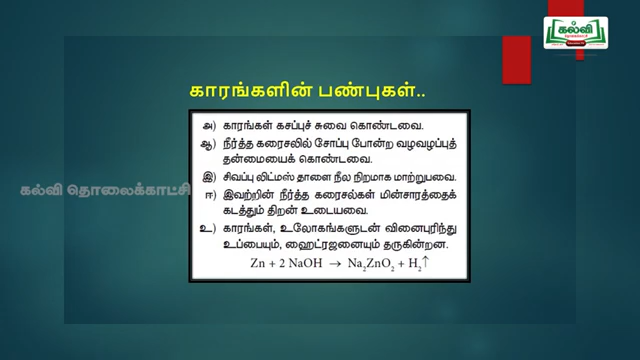 கல்வி
காரங்களின் பண்புகள்..
அ) காரங்கள் கசப்புச் சுவை கொண்டவை.
ஆ) நீர்த்த கரைசலில் சோப்பு போன்ற வழவழப்புத்
தன்மையைக் கொண்டவை.
இ) சிவப்பு லிட்மஸ் தாளை நீல நிறமாக மாற்றுபவை.
ஈ) இவற்றின் நீர்த்த கரைசல்கள் மின்சாரத்தைக்
கடத்தும் திறன் உடையவை.
உ) காரங்கள், உலோகங்களுடன் வினைபுரிந்து
உப்பையும், ஹைட்ரஜனையும் தருகின்றன.
Zn + 2 NaOH → Na₂ZnO₂ + H₂↑
கல்வி தொலைக்காட்சி